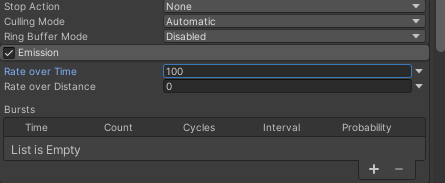 Stop Action None
Culling Mode Automatic
Ring Buffer Mode Disabled
Emission
Rate over Time 100
Rate over Distance 0
Bursts
Time Count Cycles Interval Probability
List is Empty
+ −